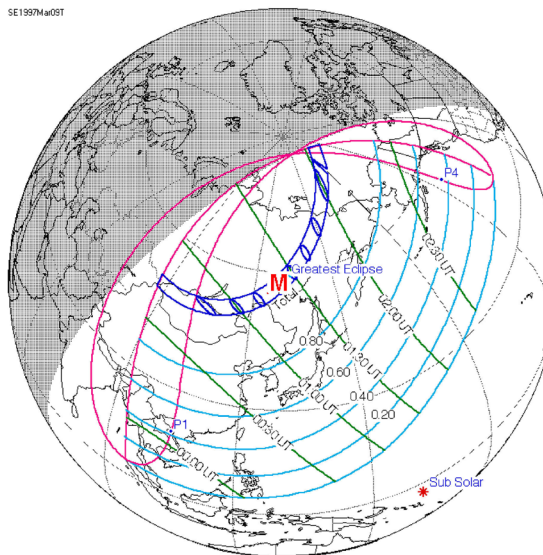 SE1997Mar09T
P4
Greatest Eclipse
M
02:30 UT
02:00 UT
01:30 UT
01:00 UT
00:30 UT
00:00 UT
0.80
0.60
0.40
0.20
P1
Sub Solar